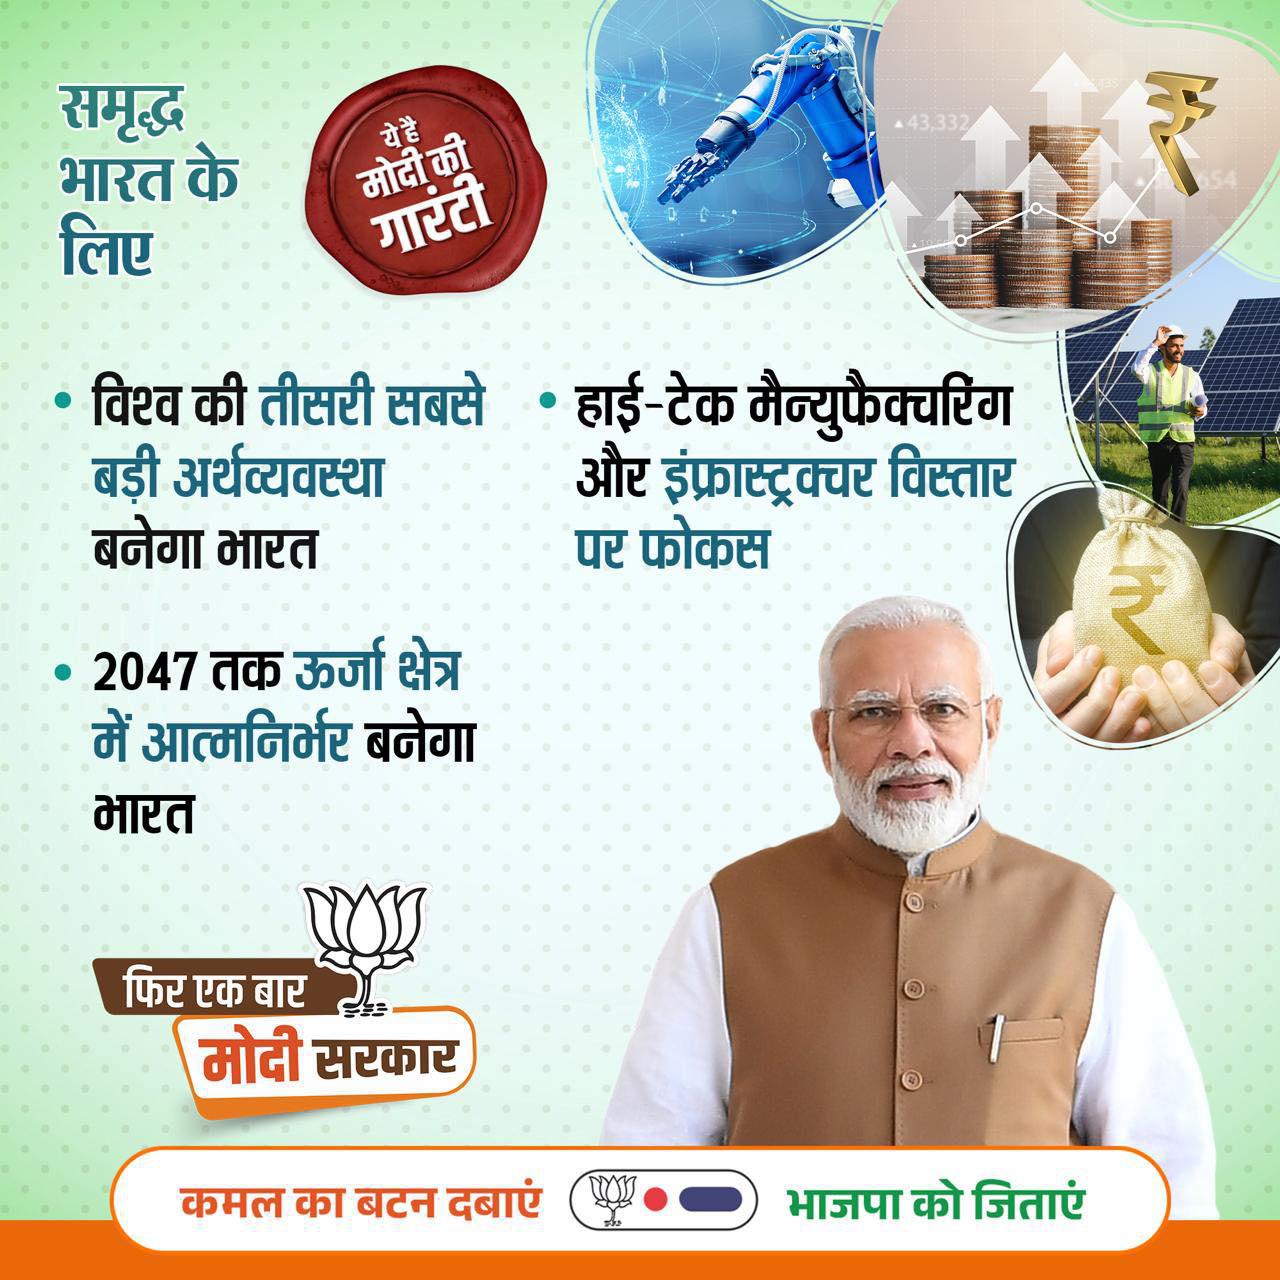 समृद्ध
भारत के
लिए
ये है
मोदी की
गारंटी
▲43,332
विश्व की तीसरी सबसे
बड़ी अर्थव्यवस्था
बनेगा भारत
हाई-टेक मैन्युफैक्चरिंग
और इंफ्रास्ट्रक्चर विस्तार
पर फोकस
2047 तक ऊर्जा क्षेत्र
में आत्मनिर्भर बनेगा
भारत
फिर एक बार
मोदी सरकार
कमल का बटन दबाएं
भाजपा को जिताएं